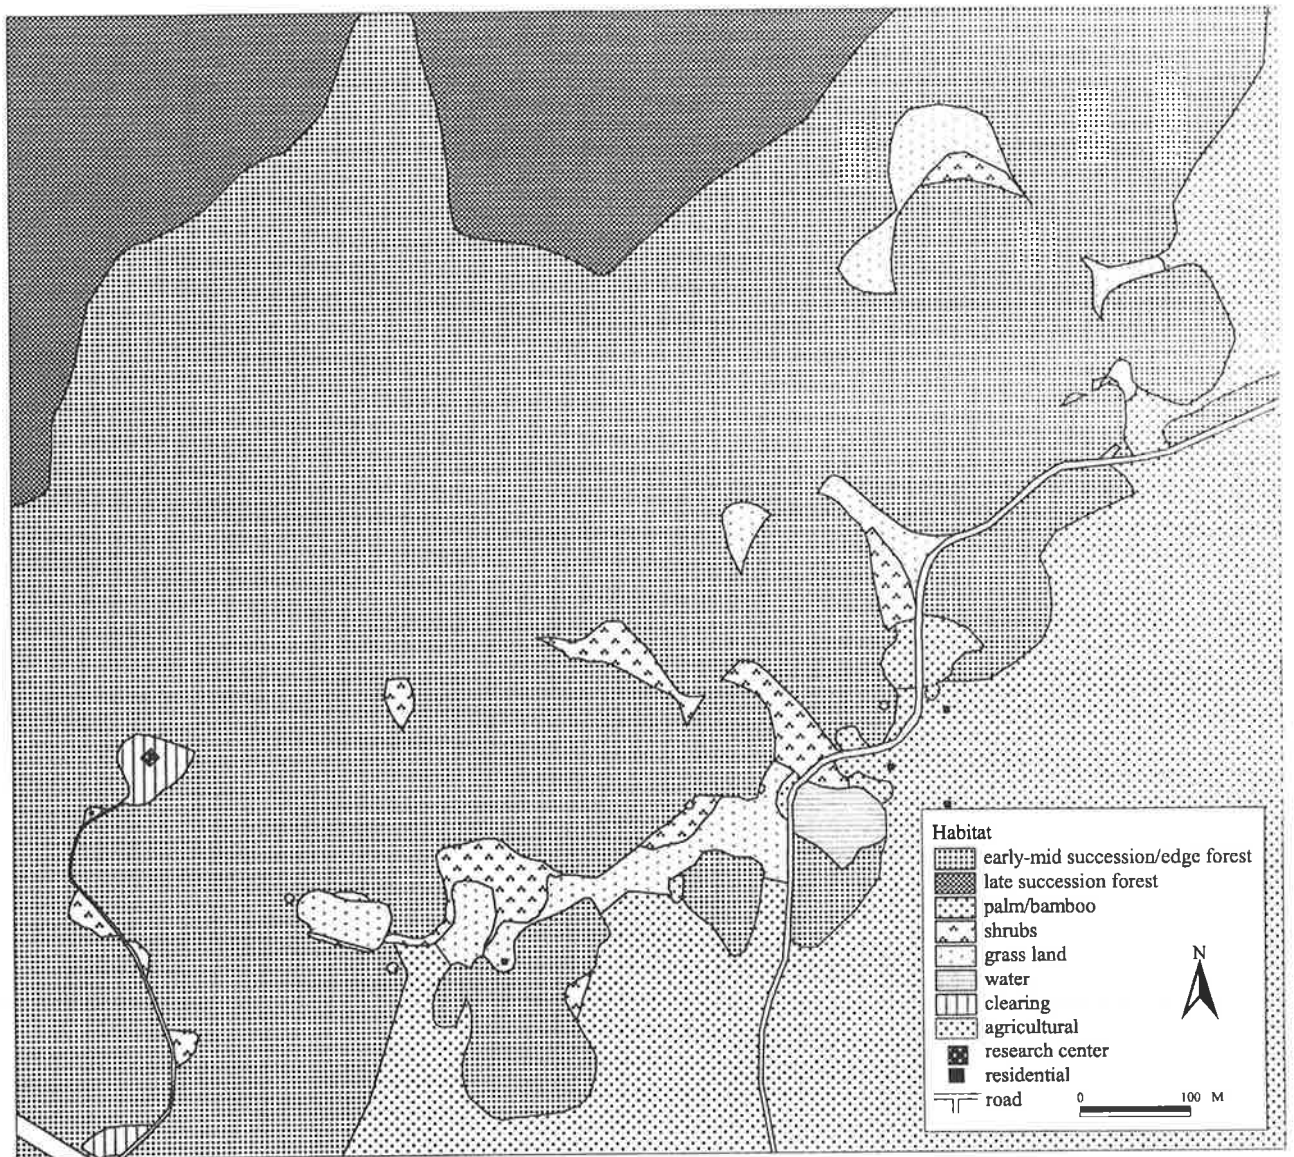 Habitat
early-mid succession/edge forest
late succession forest
palm/bamboo
shrubs
grass land
water
clearing
agricultural
research center
residential
road
N
0 100 M